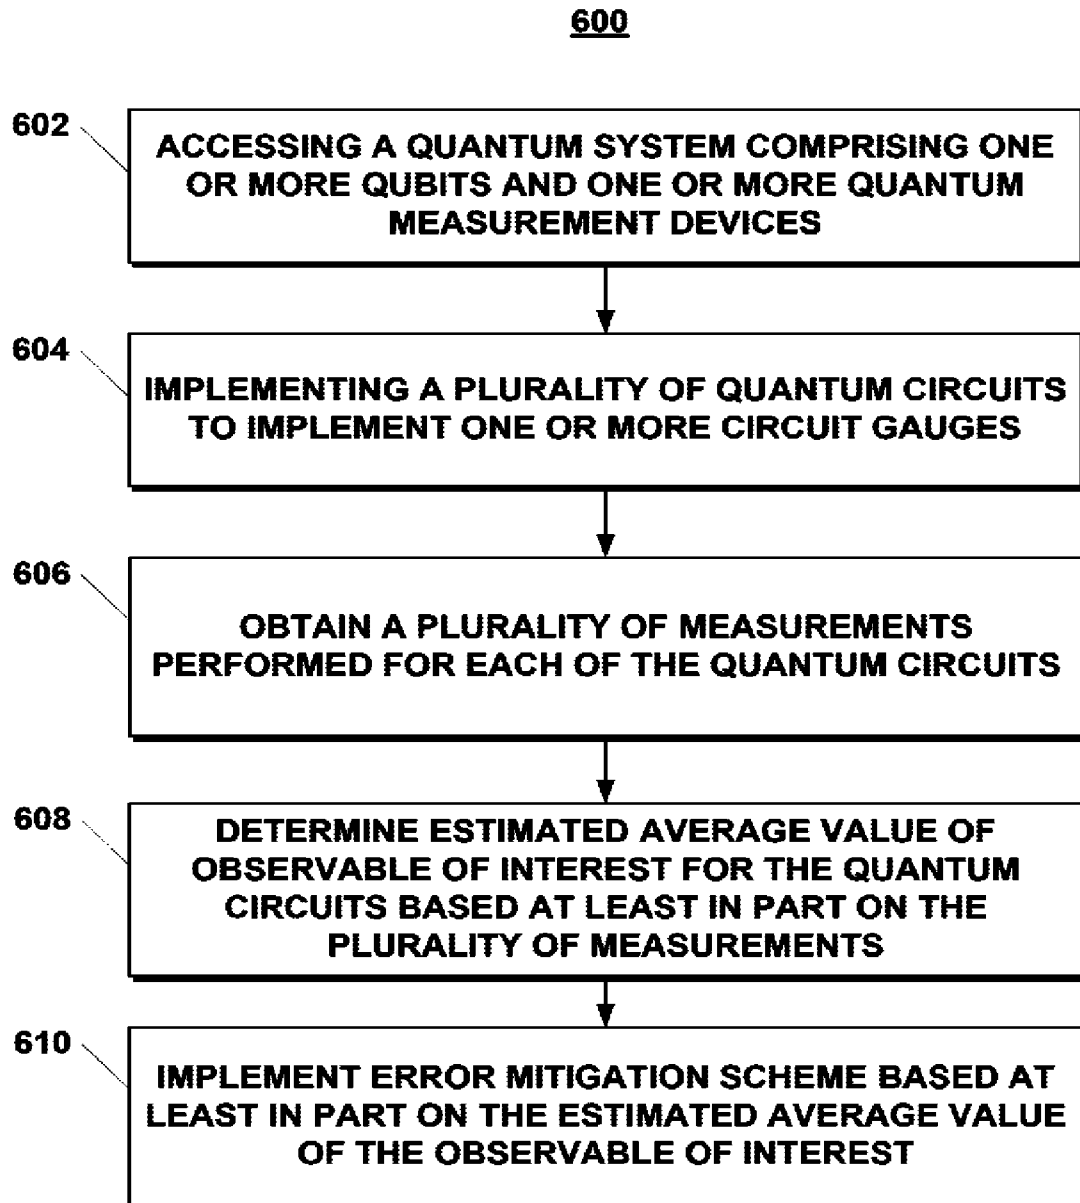 600
602
ACCESSING A QUANTUM SYSTEM COMPRISING ONE
OR MORE QUBITS AND ONE OR MORE QUANTUM
MEASUREMENT DEVICES
604
IMPLEMENTING A PLURALITY OF QUANTUM CIRCUITS
TO IMPLEMENT ONE OR MORE CIRCUIT GAUGES
606
OBTAIN A PLURALITY OF MEASUREMENTS
PERFORMED FOR EACH OF THE QUANTUM CIRCUITS
608
DETERMINE ESTIMATED AVERAGE VALUE OF
OBSERVABLE OF INTEREST FOR THE QUANTUM
CIRCUITS BASED AT LEAST IN PART ON THE
PLURALITY OF MEASUREMENTS
610
IMPLEMENT ERROR MITIGATION SCHEME BASED AT
LEAST IN PART ON THE ESTIMATED AVERAGE VALUE
OF THE OBSERVABLE OF INTEREST